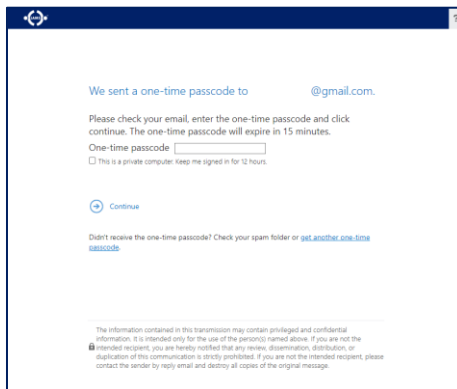 We sent a one-time passcode to @gmail.com.
Please check your email, enter the one-time passcode and click
continue. The one-time passcode will expire in 15 minutes.
One-time passcode
This is a private computer. Keep me signed in for 12 hours.
Continue
Didn't receive the one-time passcode? Check your spam folder or get another one-time
passcode.
The information contained in this transmission may contain privileged and confidential
information. It is intended only for the use of the person(s) named above. If you are not the
intended recipient, you are hereby notified that any review, dissemination, distribution, or
duplication of this communication is strictly prohibited. If you are not the intended recipient, please
contact the sender by reply email and destroy all copies of the original message.